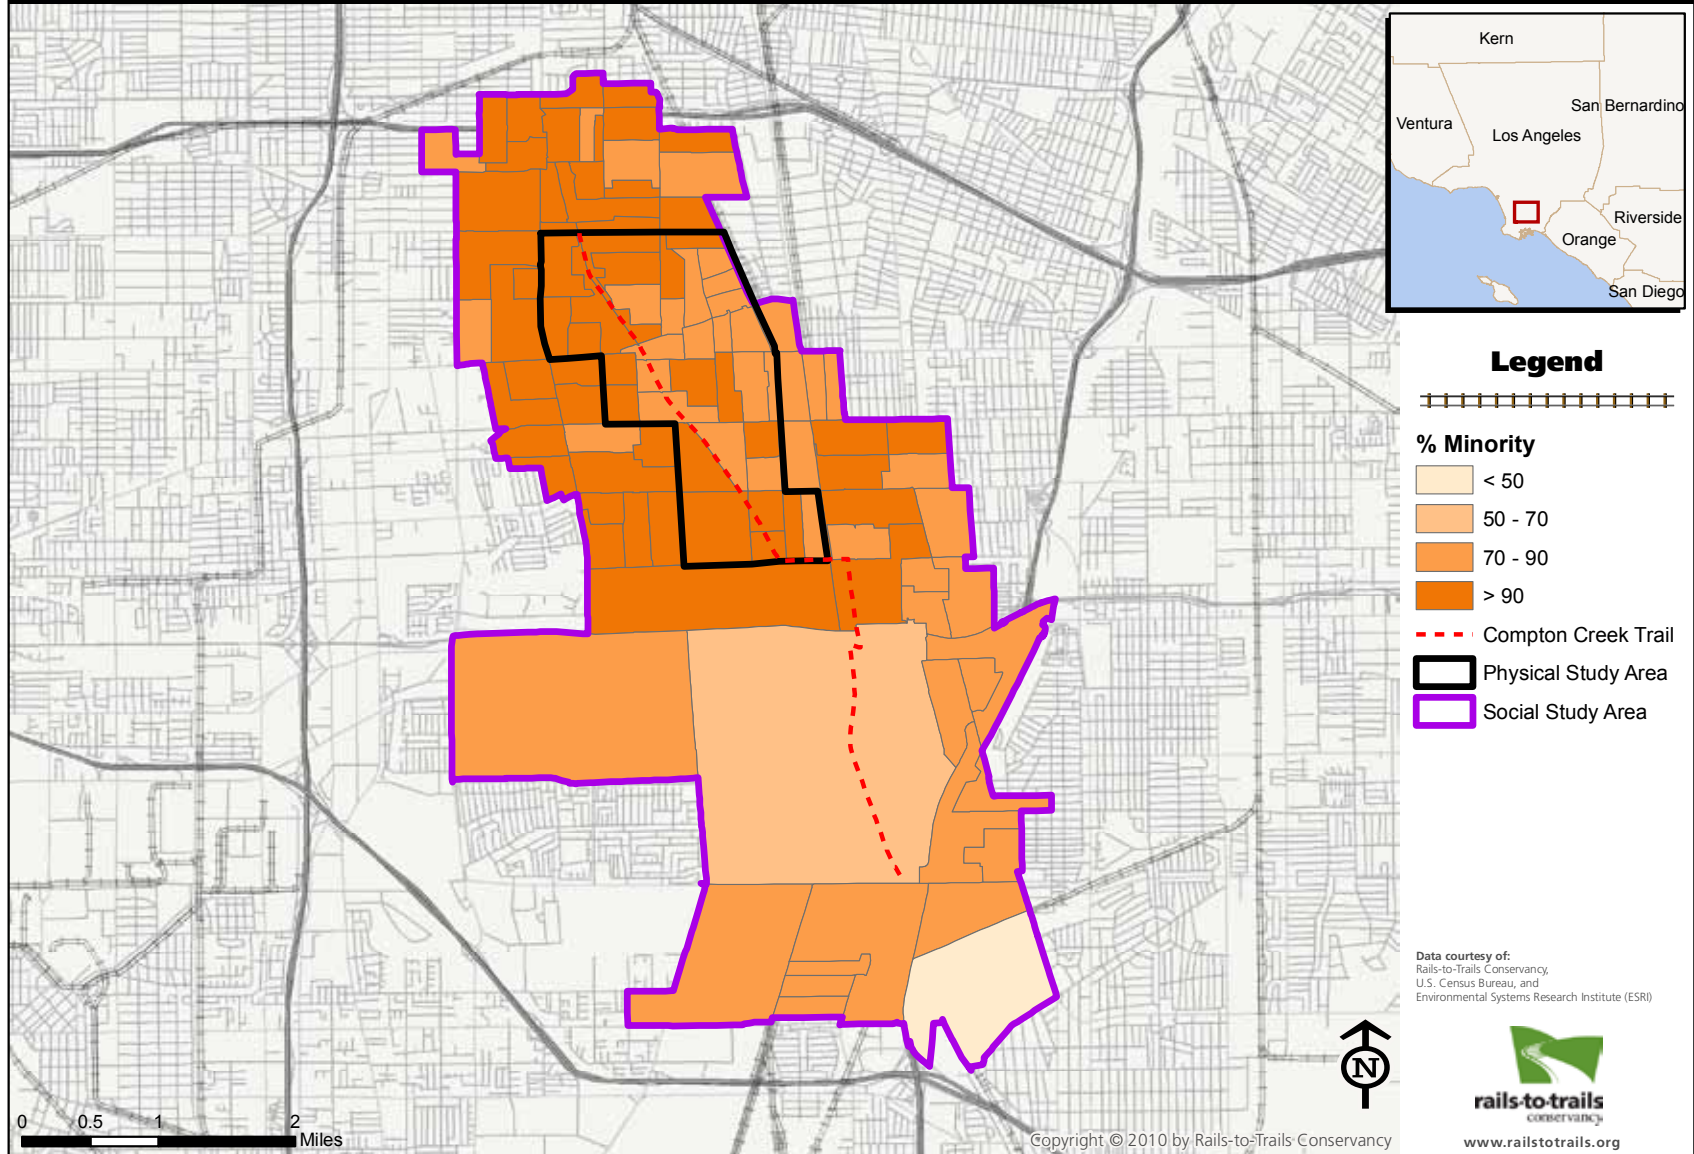 Kern
San Bernardino
Ventura
Los Angeles
Riverside
Orange
San Diego
Legend
% Minority
< 50
50 - 70
70 - 90
> 90
Compton Creek Trail
Physical Study Area
Social Study Area
Data courtesy of:
Rails-to-Trails Conservancy,
U.S. Census Bureau, and
Environmental Systems Research Institute (ESRI)
N
rails·to·trails
conservancy
www.railstotrails.org
0 0.5 1 2
Miles
Copyright © 2010 by Rails-to-Trails Conservancy